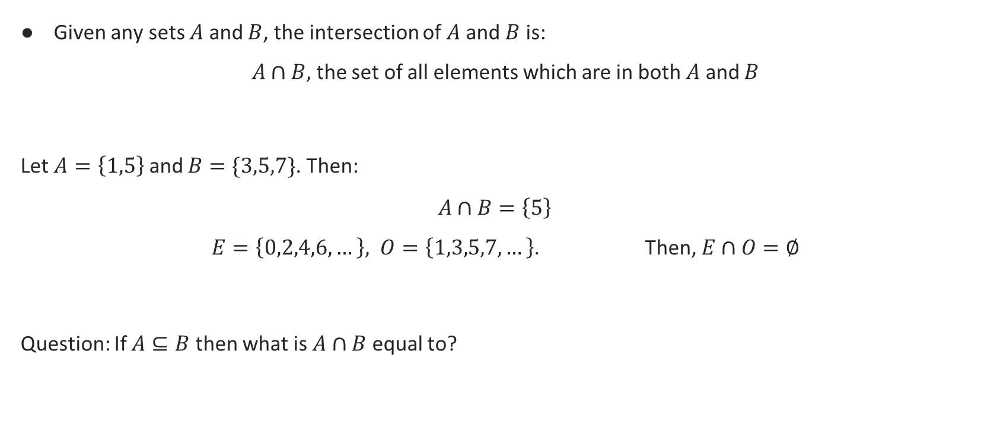 ● Given any sets A and B, the intersection of A and B is:
A ∩ B, the set of all elements which are in both A and B
Let A = {1,5} and B = {3,5,7}. Then:
A ∩ B = {5}
E = {0,2,4,6, … }, O = {1,3,5,7, … }. Then, E ∩ O = ∅
Question: If A ⊆ B then what is A ∩ B equal to?